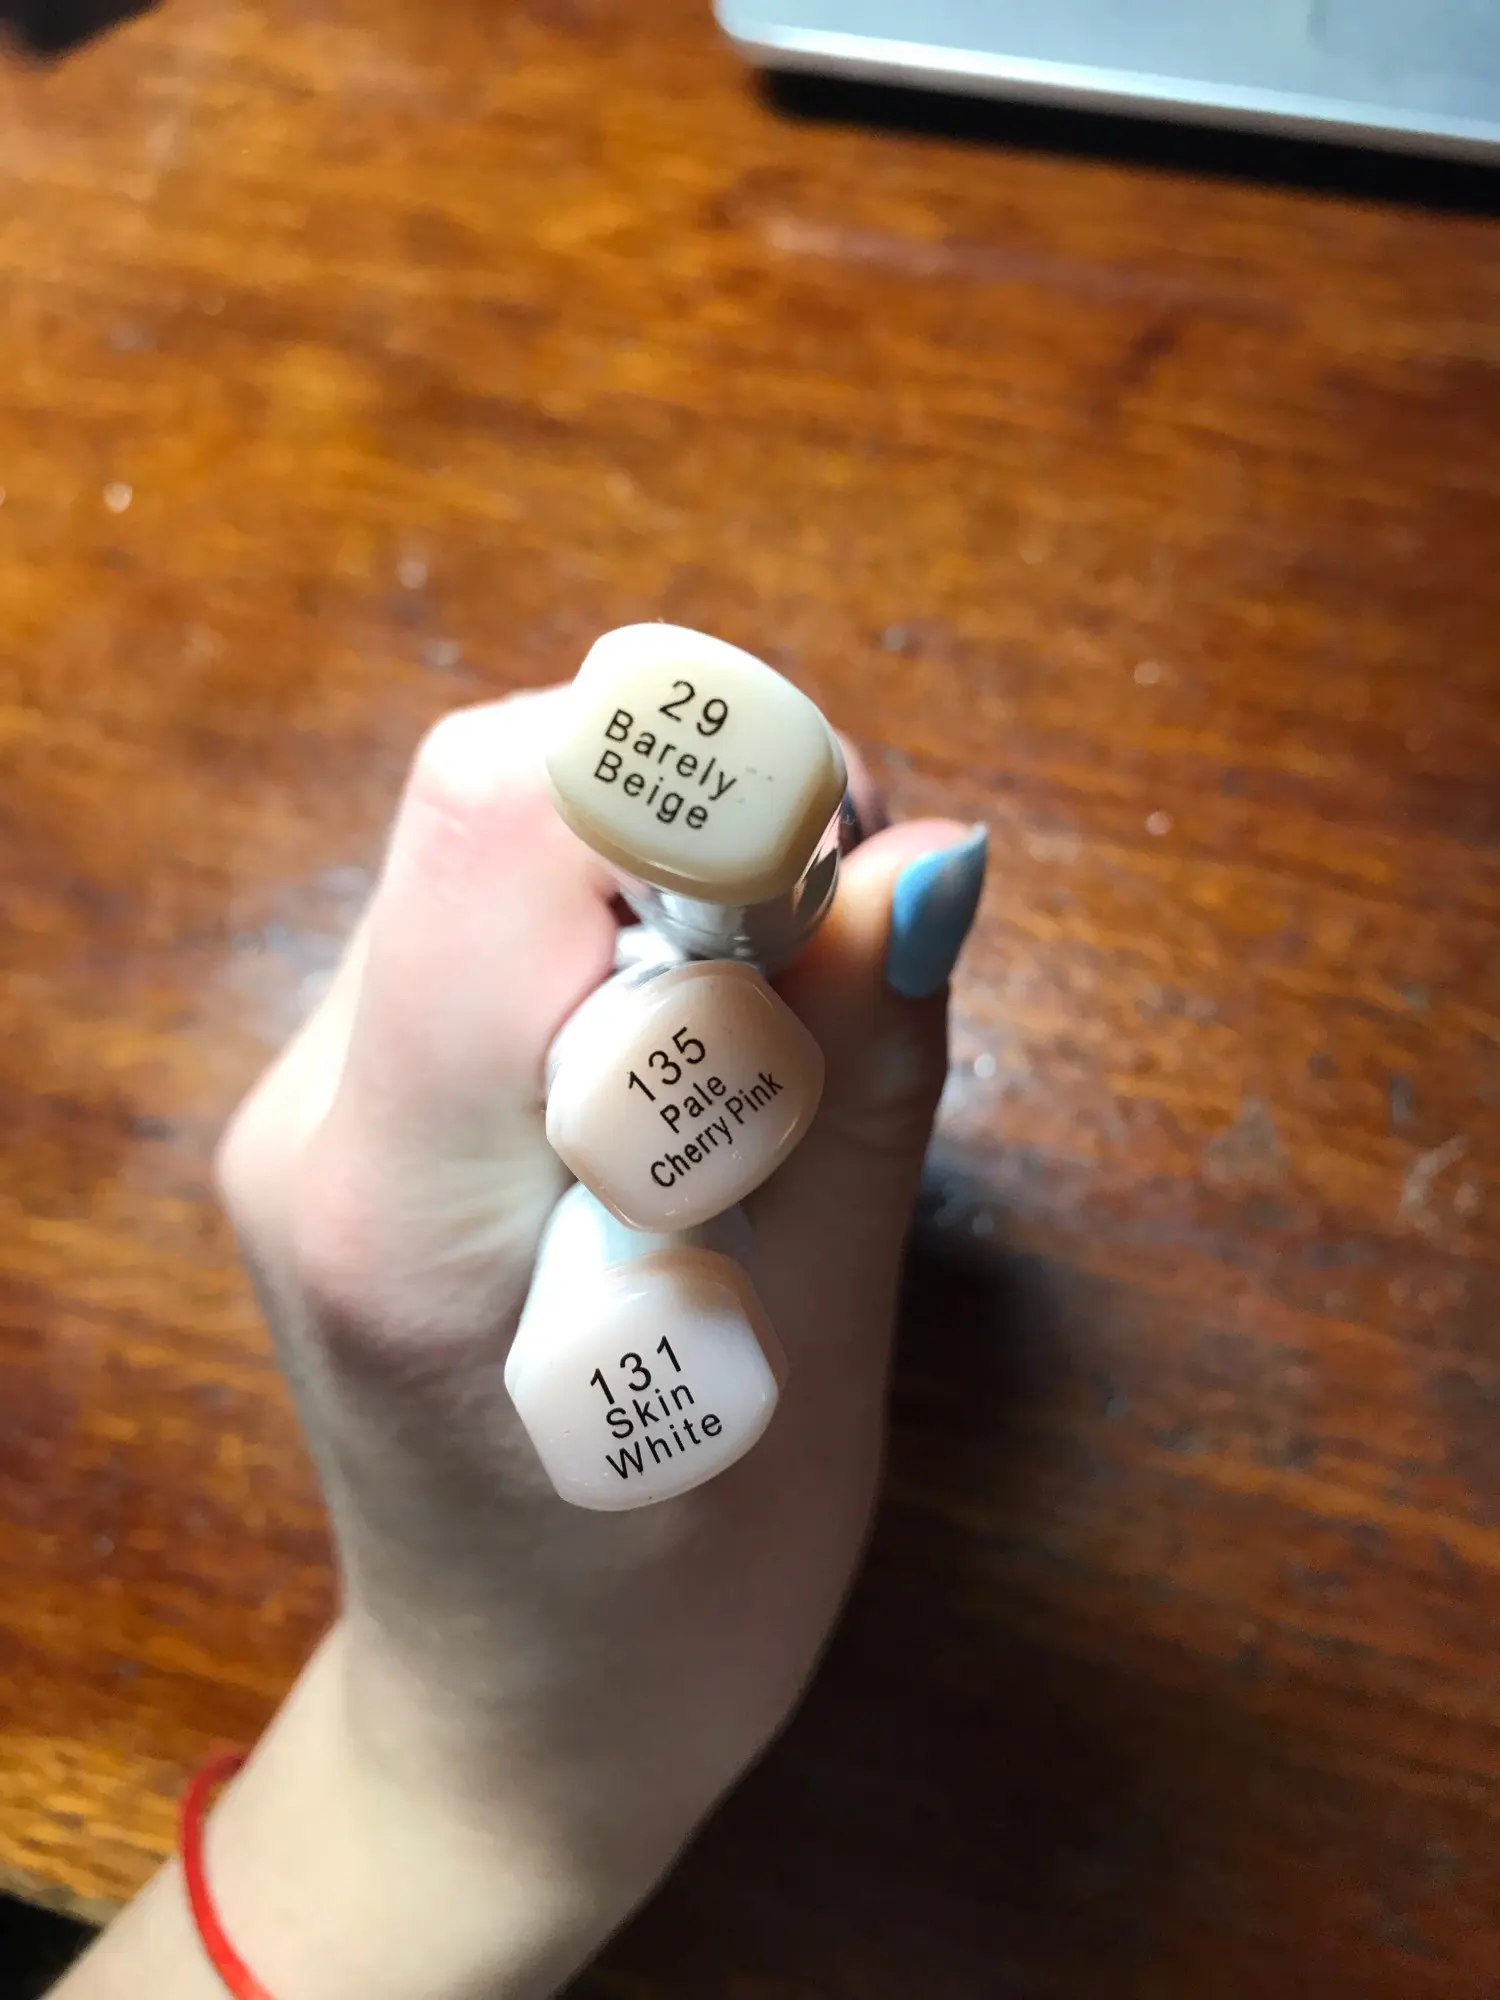 29
Barely
Beige
135
Pale
Cherry Pink
131
Skin
White